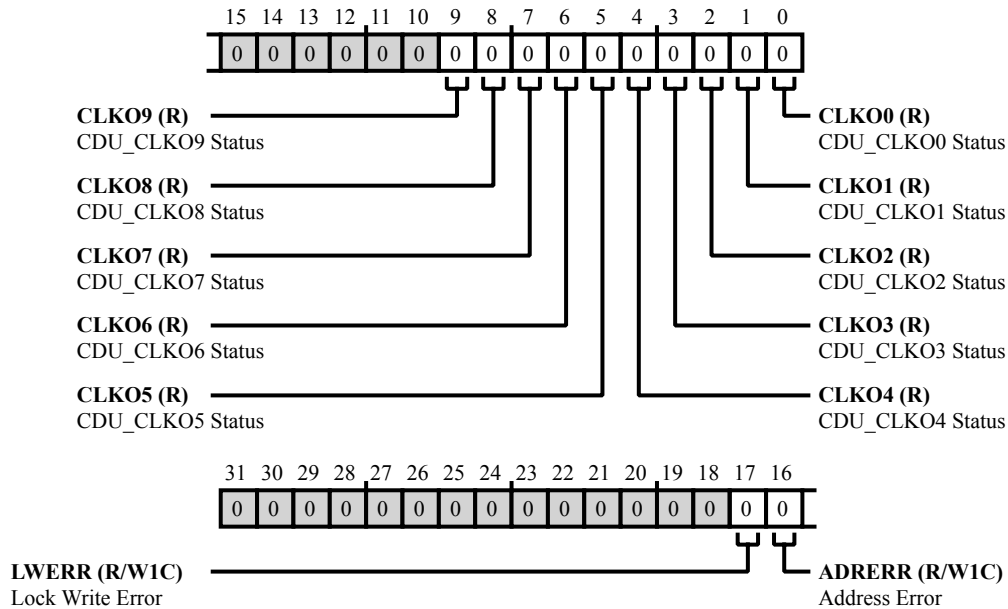 15 14 13 12 11 10 9 8 7 6 5 4 3 2 1 0
0 0 0 0 0 0 0 0 0 0 0 0 0 0 0 0
CLKO9 (R)
CDU_CLKO9 Status
CLKO8 (R)
CDU_CLKO8 Status
CLKO7 (R)
CDU_CLKO7 Status
CLKO6 (R)
CDU_CLKO6 Status
CLKO5 (R)
CDU_CLKO5 Status
CLKO0 (R)
CDU_CLKO0 Status
CLKO1 (R)
CDU_CLKO1 Status
CLKO2 (R)
CDU_CLKO2 Status
CLKO3 (R)
CDU_CLKO3 Status
CLKO4 (R)
CDU_CLKO4 Status
31 30 29 28 27 26 25 24 23 22 21 20 19 18 17 16
0 0 0 0 0 0 0 0 0 0 0 0 0 0 0 0
LWERR (R/W1C)
Lock Write Error
ADRERR (R/W1C)
Address Error